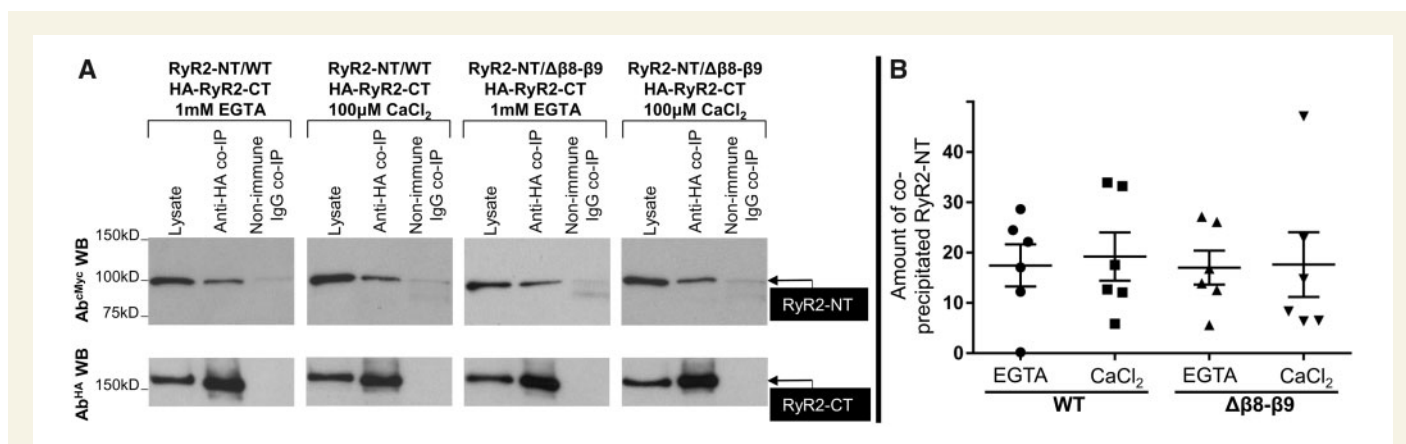 A
RyR2-NT/WT
HA-RyR2-CT
1mM EGTA
RyR2-NT/WT
HA-RyR2-CT
100µM CaCl₂
RyR2-NT/Δβ8-β9
HA-RyR2-CT
1mM EGTA
RyR2-NT/Δβ8-β9
HA-RyR2-CT
100µM CaCl₂
Lysate
Anti-HA co-IP
Non-immune
IgG co-IP
Lysate
Anti-HA co-IP
Non-immune
IgG co-IP
Lysate
Anti-HA co-IP
Non-immune
IgG co-IP
Lysate
Anti-HA co-IP
Non-immune
IgG co-IP
Abᶜᴹʸᶜ WB
150kD
100kD
75kD
RyR2-NT
Abᴴᴬ WB
150kD
RyR2-CT
B
Amount of co-
precipitated RyR2-NT
40
30
20
10
0
EGTA
CaCl₂
EGTA
CaCl₂
WT
Δβ8-β9